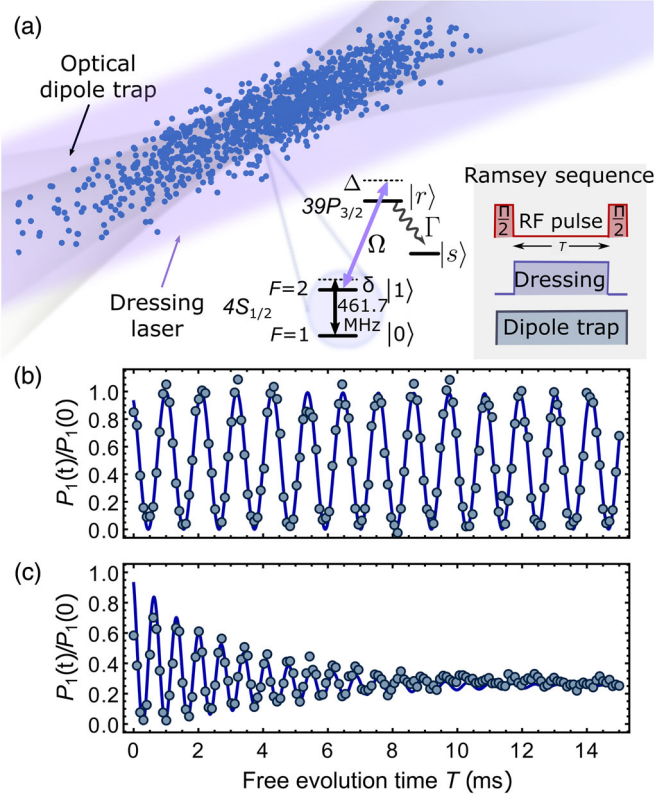 (a)
Optical
dipole trap
Dressing
laser
Δ
|r⟩
39P3/2
Γ
Ω
|s⟩
F=2
δ
|1⟩
4S1/2
461.7
MHz
F=1
|0⟩
Ramsey sequence
π/2
RF pulse
π/2
T
Dressing
Dipole trap
(b)
P1(t)/P1(0)
1.0
0.8
0.6
0.4
0.2
0.0
(c)
P1(t)/P1(0)
1.0
0.8
0.6
0.4
0.2
0.0
0 2 4 6 8 10 12 14
Free evolution time T (ms)